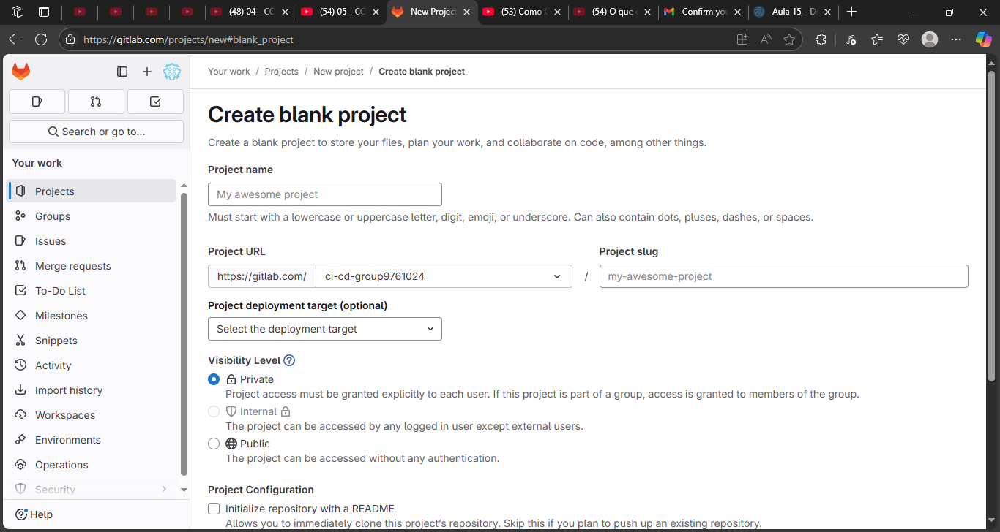 (48) 04 - CO
(54) 05 - CO
New Project
(53) Como
(54) O que
Confirm you
Aula 15 - D
https://gitlab.com/projects/new#blank_project
Your work / Projects / New project / Create blank project
Search or go to...
Your work
Projects
Groups
Issues
Merge requests
To-Do List
Milestones
Snippets
Activity
Import history
Workspaces
Environments
Operations
Security
Help
Create blank project
Create a blank project to store your files, plan your work, and collaborate on code, among other things.
Project name
My awesome project
Must start with a lowercase or uppercase letter, digit, emoji, or underscore. Can also contain dots, pluses, dashes, or spaces.
Project URL
Project slug
https://gitlab.com/ ci-cd-group9761024 / my-awesome-project
Project deployment target (optional)
Select the deployment target
Visibility Level
Private
Project access must be granted explicitly to each user. If this project is part of a group, access is granted to members of the group.
Internal
The project can be accessed by any logged in user except external users.
Public
The project can be accessed without any authentication.
Project Configuration
Initialize repository with a README
Allows you to immediately clone this project's repository. Skip this if you plan to push up an existing repository.